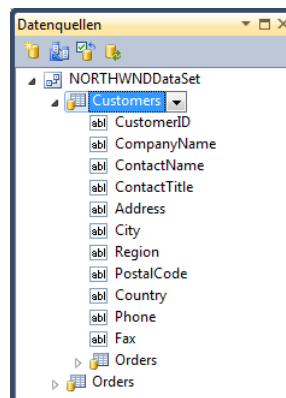 Datenquellen
NORTHWNDDataSet
Customers
abl CustomerID
abl CompanyName
abl ContactName
abl ContactTitle
abl Address
abl City
abl Region
abl PostalCode
abl Country
abl Phone
abl Fax
Orders
Orders